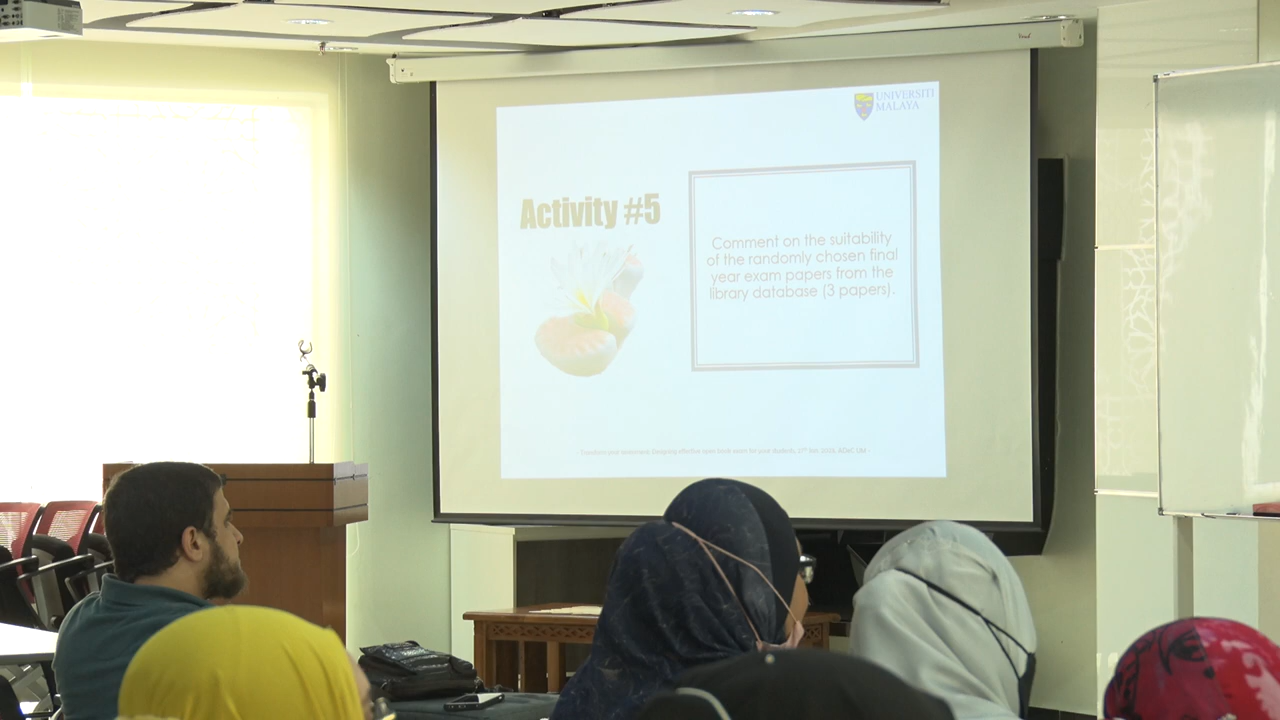 UNIVERSITI
MALAYA
Activity #5
Comment on the suitability
of the randomly chosen final
year exam papers from the
library database (3 papers).